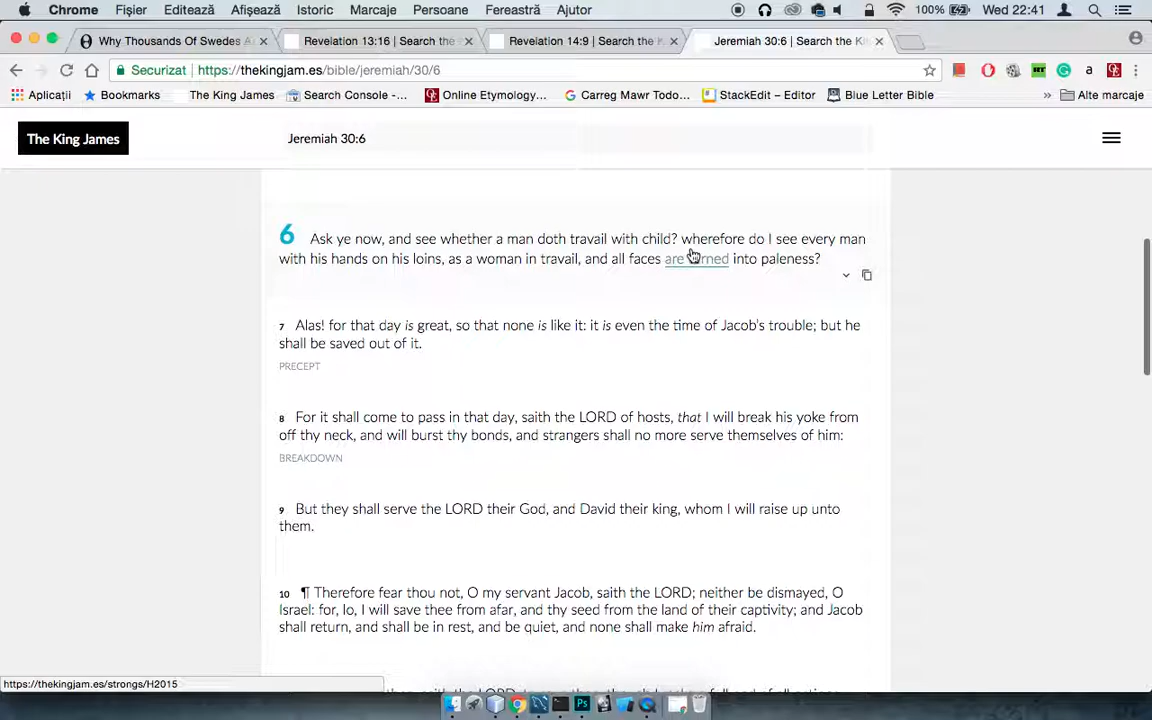 Chrome Fișier Editează Afișează Istoric Marcaje Persoane Fereastră Ajutor 100% Wed 22:41
Why Thousands Of Swedes Revelation 13:16 | Search the Revelation 14:9 | Search the K Jeremiah 30:6 | Search the Ki
Securizat https://thekingjam.es/bible/jeremiah/30/6
Aplicații Bookmarks The King James Search Console -... Online Etymology... Carreg Mawr Todo... StackEdit – Editor Blue Letter Bible » Alte marcaje
The King James Jeremiah 30:6
6 Ask ye now, and see whether a man doth travail with child? wherefore do I see every man
with his hands on his loins, as a woman in travail, and all faces are turned into paleness?
7 Alas! for that day is great, so that none is like it: it is even the time of Jacob's trouble; but he
shall be saved out of it.
PRECEPT
8 For it shall come to pass in that day, saith the LORD of hosts, that I will break his yoke from
off thy neck, and will burst thy bonds, and strangers shall no more serve themselves of him:
BREAKDOWN
9 But they shall serve the LORD their God, and David their king, whom I will raise up unto
them.
10 ¶ Therefore fear thou not, O my servant Jacob, saith the LORD; neither be dismayed, O
Israel: for, lo, I will save thee from afar, and thy seed from the land of their captivity; and Jacob
shall return, and shall be in rest, and be quiet, and none shall make him afraid.
https://thekingjam.es/strongs/H2015